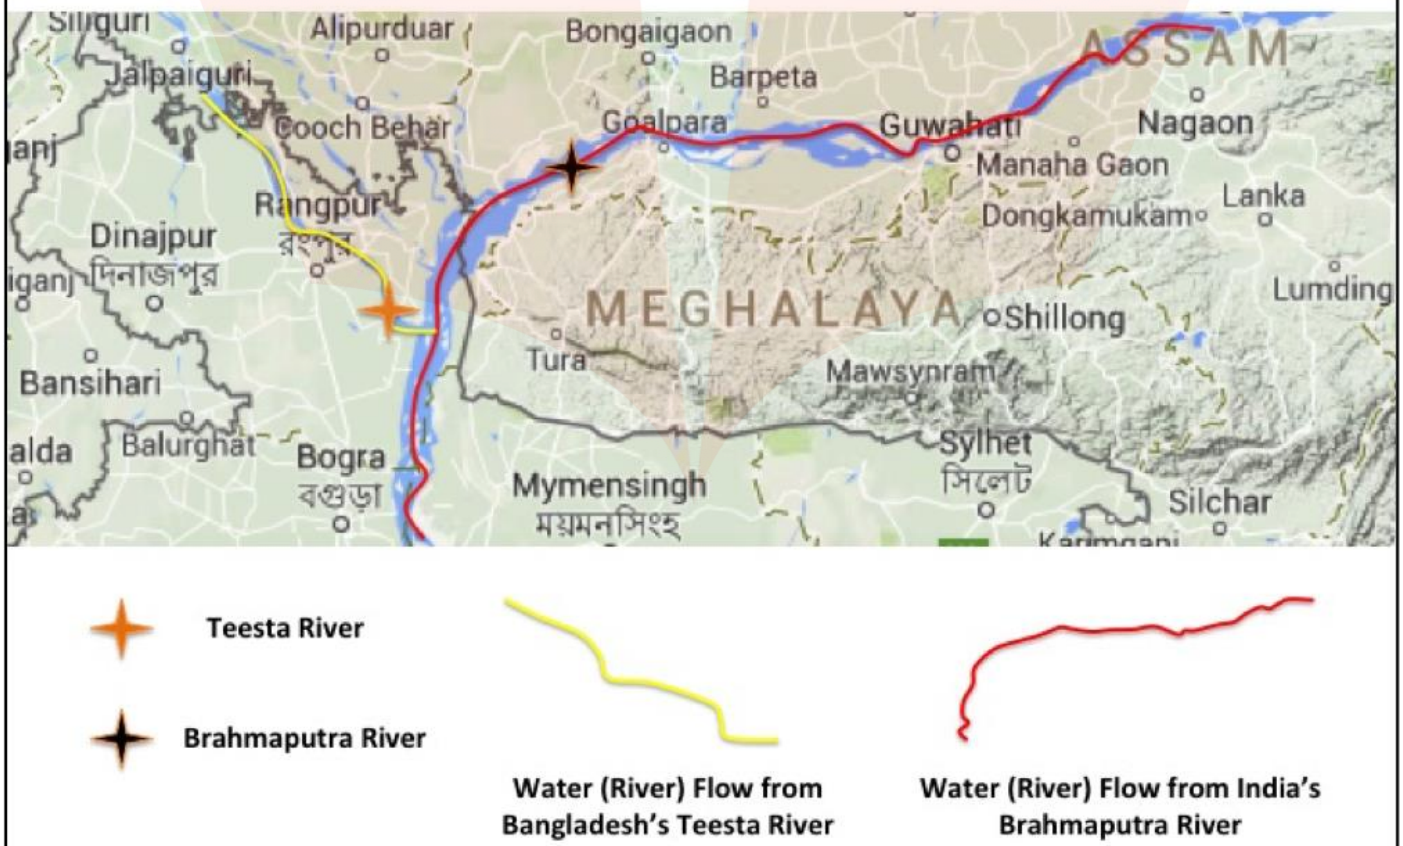 Siliguri
Alipurduar
Bongaigaon
ASSAM
Jalpaiguri
Barpeta
Cooch Behar
Goalpara
Guwahati
Nagaon
anj
Manaha Gaon
Rangpur
রংপুর
Dongkamukam
Lanka
Dinajpur
দিনাজপুর
iganj
MEGHALAYA
Shillong
Lumding
Tura
Mawsynram
Bansihari
Balurghat
alda
Bogra
বগুড়া
Sylhet
সিলেট
Mymensingh
ময়মনসিংহ
Silchar
Karimganj
Teesta River
Brahmaputra River
Water (River) Flow from
Bangladesh's Teesta River
Water (River) Flow from India's
Brahmaputra River